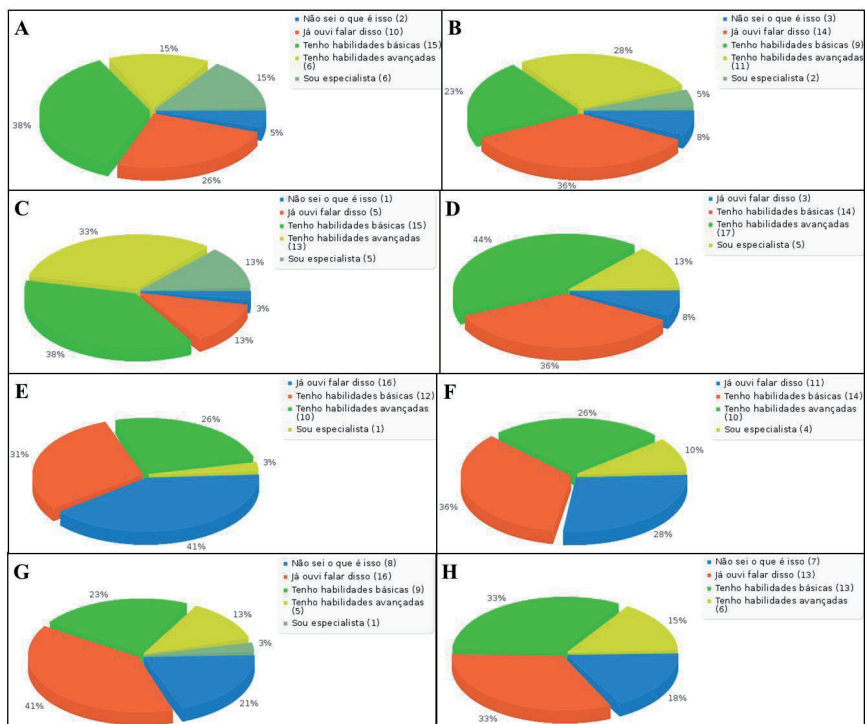 A
15%
15%
38%
5%
26%
Não sei o que é isso (2)
Já ouvi falar disso (10)
Tenho habilidades básicas (15)
Tenho habilidades avançadas
(6)
Sou especialista (6)
B
28%
23%
5%
8%
36%
Não sei o que é isso (3)
Já ouvi falar disso (14)
Tenho habilidades básicas (9)
Tenho habilidades avançadas
(11)
Sou especialista (2)
C
33%
13%
3%
38%
13%
Não sei o que é isso (1)
Já ouvi falar disso (5)
Tenho habilidades básicas (15)
Tenho habilidades avançadas
(13)
Sou especialista (5)
D
44%
13%
8%
36%
Já ouvi falar disso (3)
Tenho habilidades básicas (14)
Tenho habilidades avançadas
(17)
Sou especialista (5)
E
26%
31%
3%
41%
Já ouvi falar disso (16)
Tenho habilidades básicas (12)
Tenho habilidades avançadas
(10)
Sou especialista (1)
F
26%
10%
36%
28%
Já ouvi falar disso (11)
Tenho habilidades básicas (14)
Tenho habilidades avançadas
(10)
Sou especialista (4)
G
23%
13%
3%
41%
21%
Não sei o que é isso (8)
Já ouvi falar disso (16)
Tenho habilidades básicas (9)
Tenho habilidades avançadas
(5)
Sou especialista (1)
H
33%
15%
18%
33%
Não sei o que é isso (7)
Já ouvi falar disso (13)
Tenho habilidades básicas (13)
Tenho habilidades avançadas
(6)